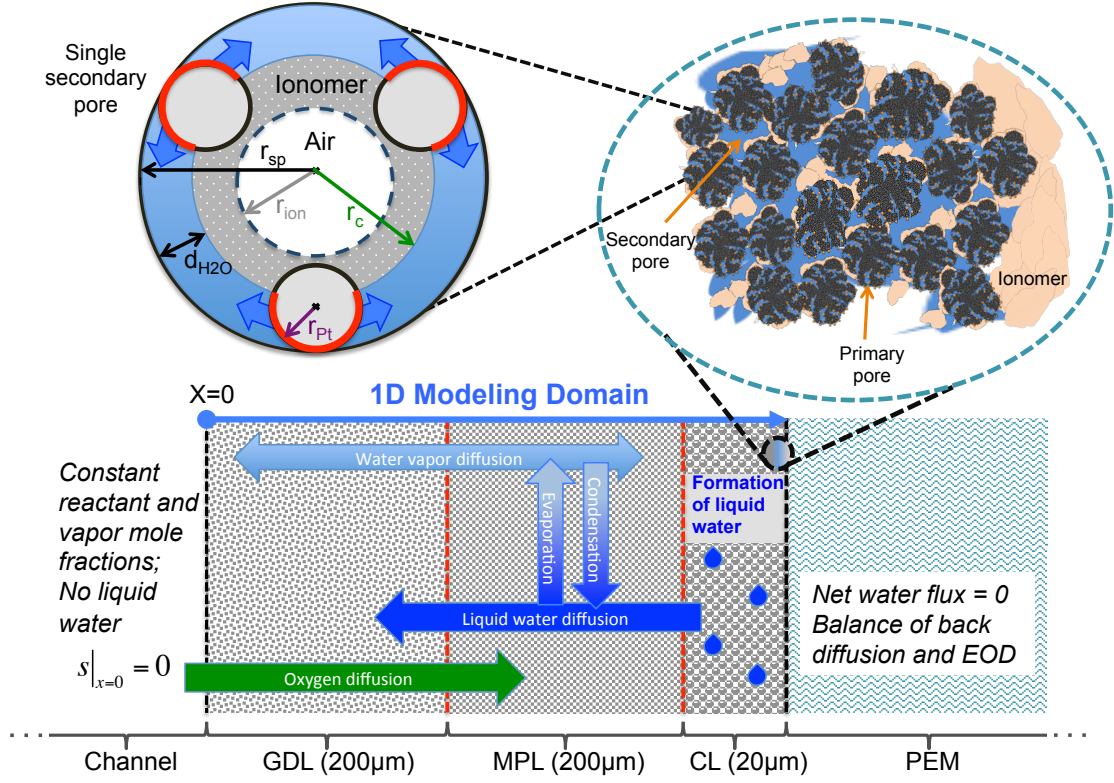 Single
secondary
pore
Ionomer
Air
r_sp
r_ion
r_c
d_H2O
r_Pt
Secondary
pore
Ionomer
Primary
pore
X=0
1D Modeling Domain
Constant
reactant and
vapor mole
fractions;
No liquid
water
s|x=0 = 0
Water vapor diffusion
Evaporation
Condensation
Formation
of liquid
water
Liquid water diffusion
Oxygen diffusion
Net water flux = 0
Balance of back
diffusion and EOD
Channel
GDL (200μm)
MPL (200μm)
CL (20μm)
PEM